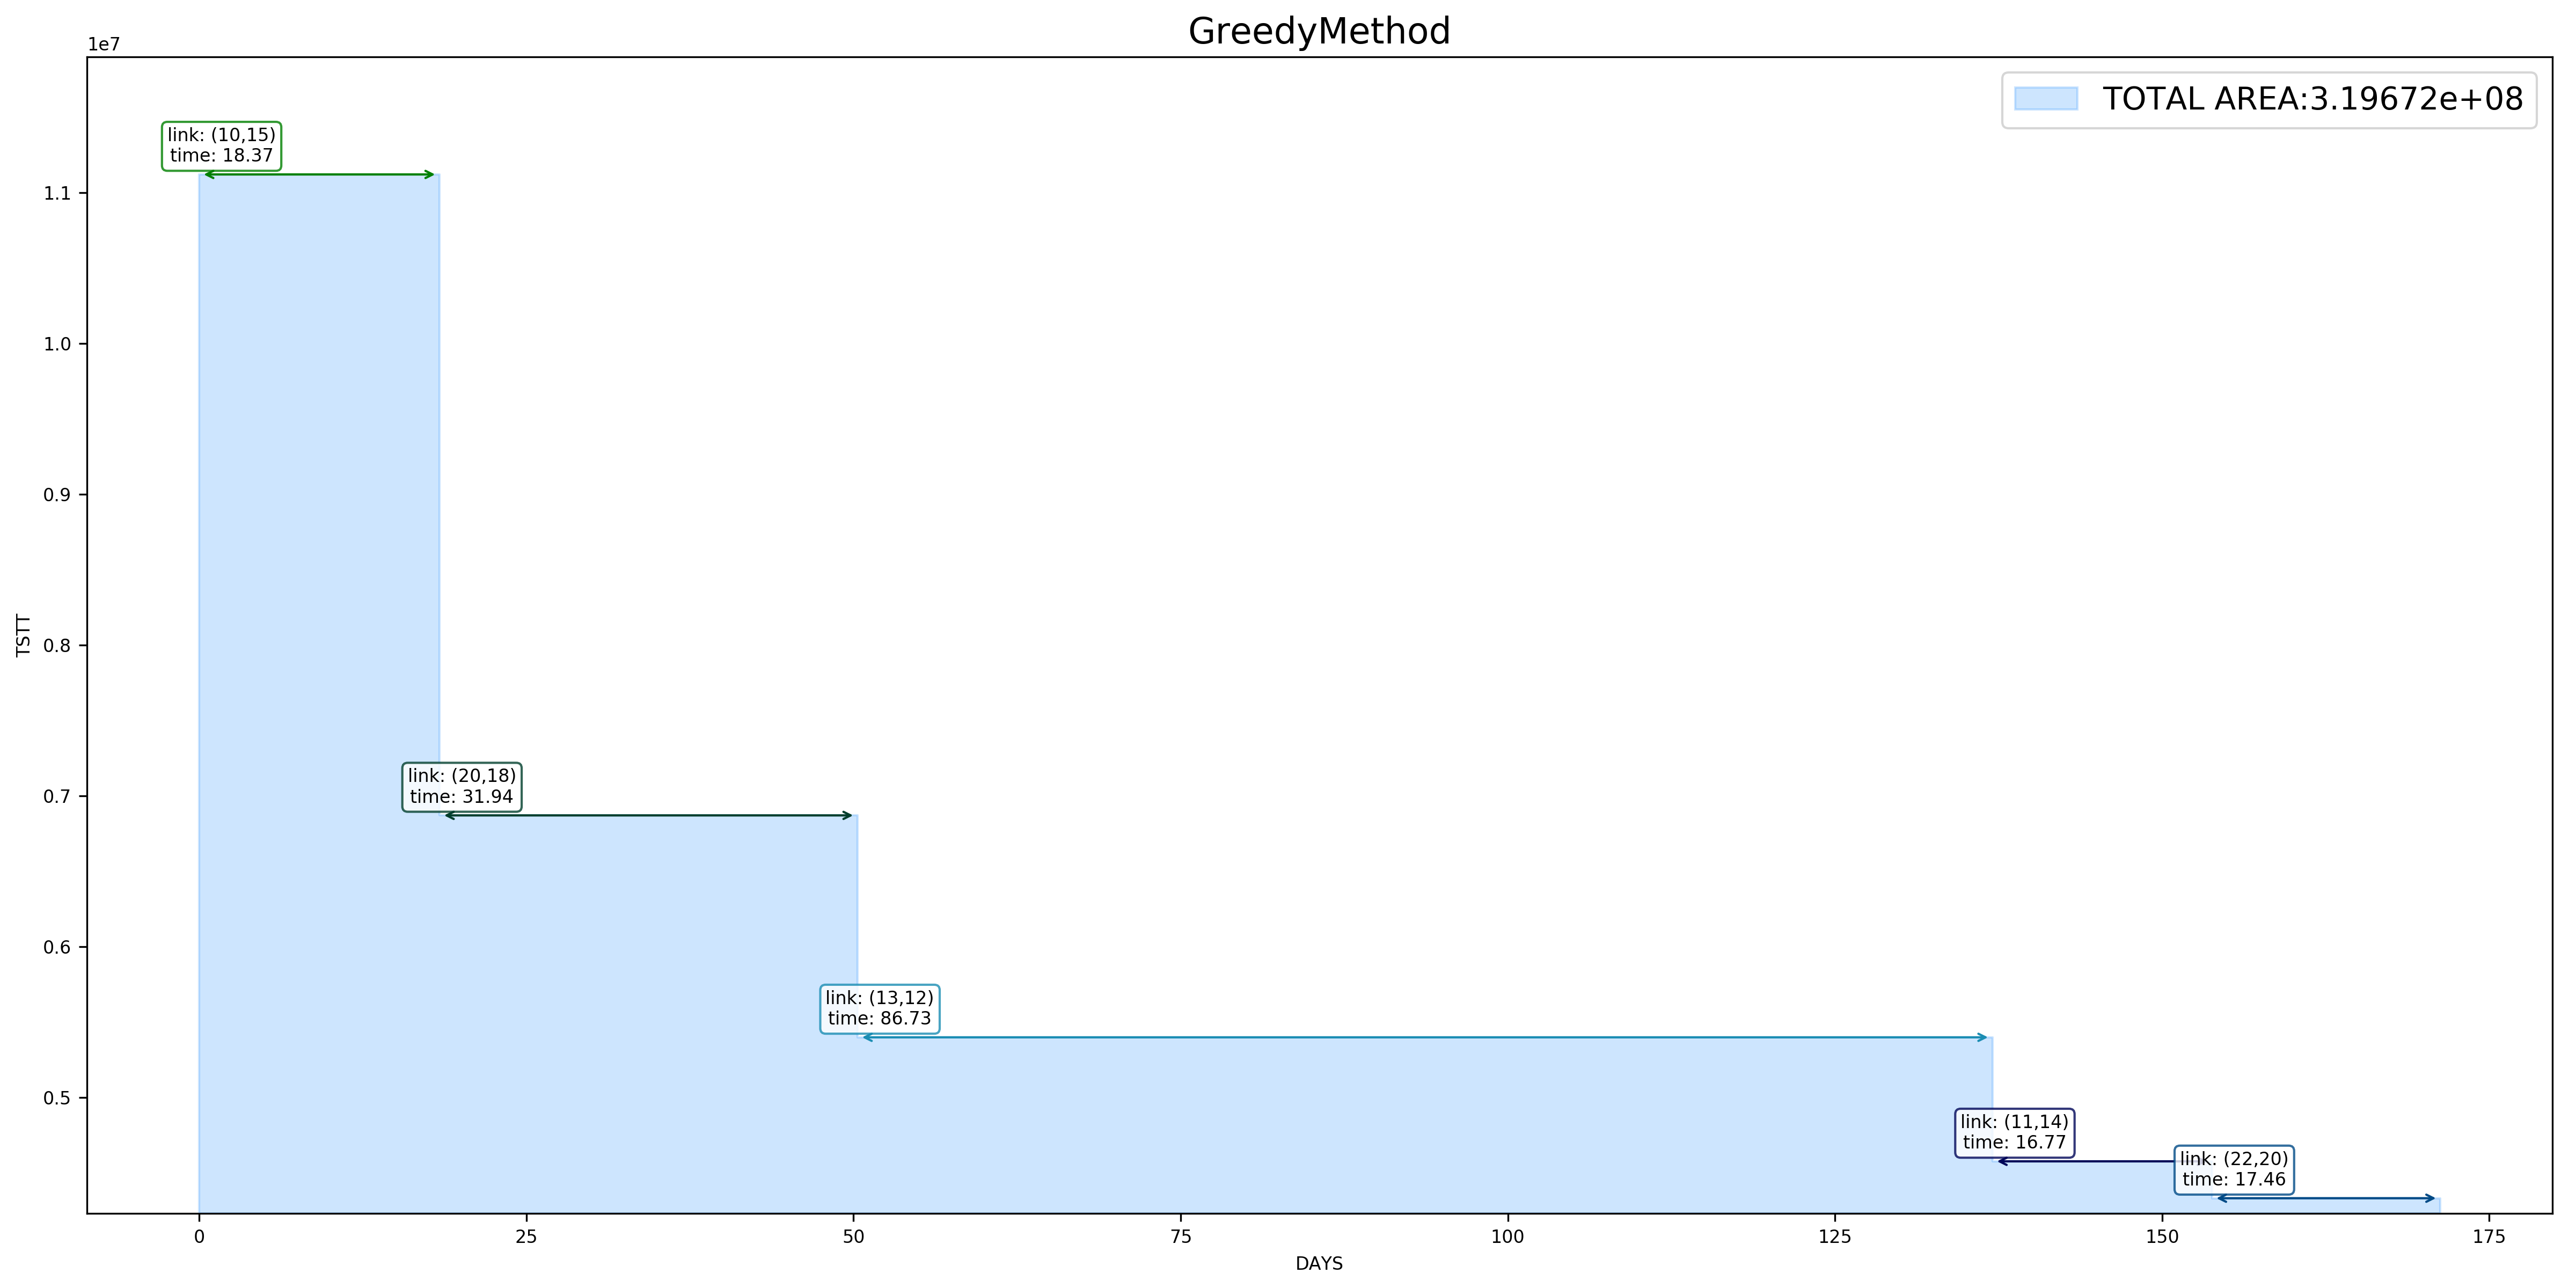 GreedyMethod
1e7
TOTAL AREA:3.19672e+08
link: (10,15)
time: 18.37
1.1
1.0
0.9
0.8
TSTT
0.7
link: (20,18)
time: 31.94
0.6
link: (13,12)
time: 86.73
0.5
link: (11,14)
time: 16.77
link: (22,20)
time: 17.46
0 25 50 75 100 125 150 175
DAYS